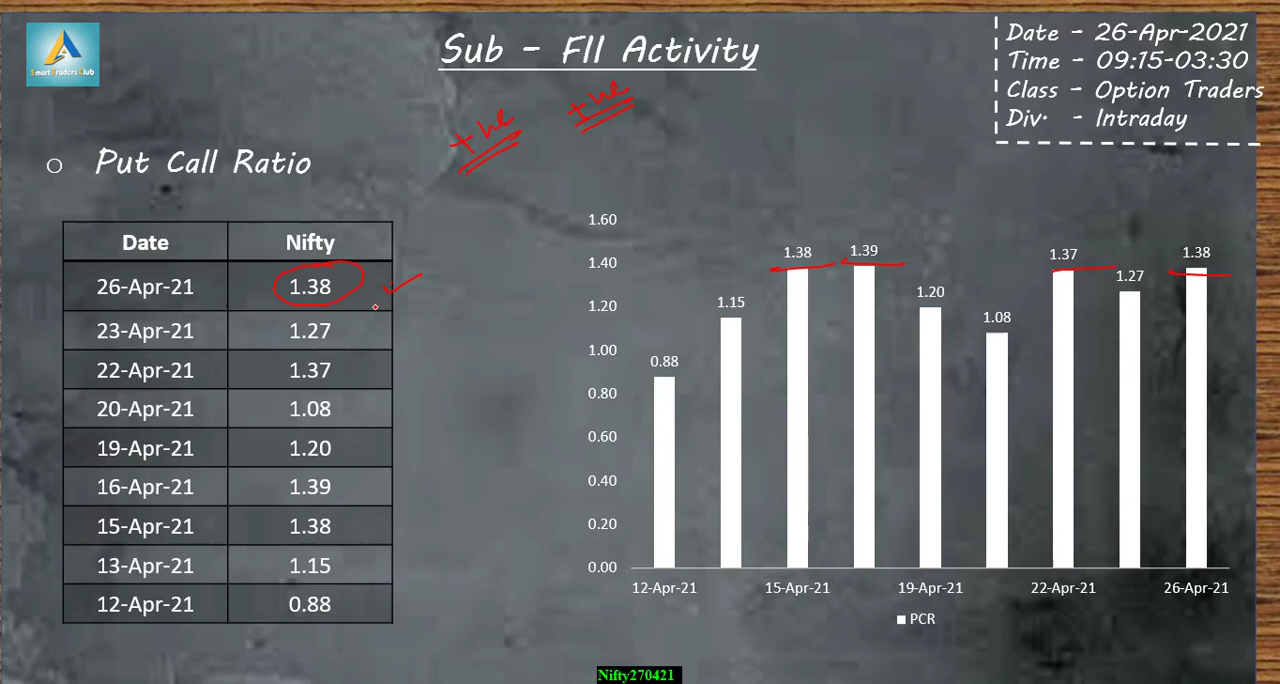 Smart Traders Club
Sub - FII Activity
Date - 26-Apr-2021
Time - 09:15-03:30
Class - Option Traders
Div. - Intraday
+ve +ve
Put Call Ratio
Date Nifty
26-Apr-21 1.38
23-Apr-21 1.27
22-Apr-21 1.37
20-Apr-21 1.08
19-Apr-21 1.20
16-Apr-21 1.39
15-Apr-21 1.38
13-Apr-21 1.15
12-Apr-21 0.88
1.60
1.40
1.20
1.00
0.80
0.60
0.40
0.20
0.00
0.88 1.15 1.38 1.39 1.20 1.08 1.37 1.27 1.38
12-Apr-21 15-Apr-21 19-Apr-21 22-Apr-21 26-Apr-21
PCR
Nifty270421